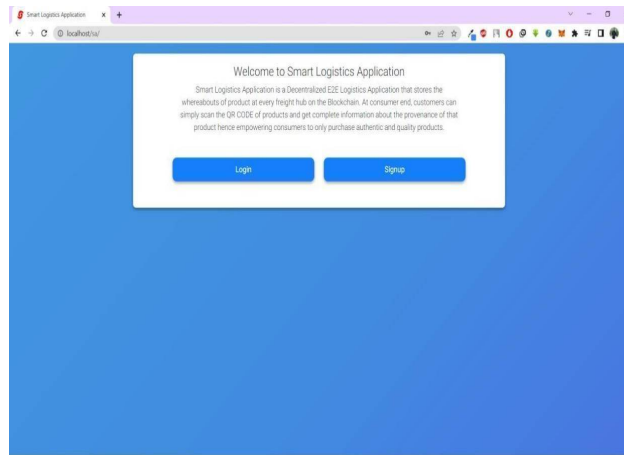 Smart Logistics Application
localhost/sa/
Welcome to Smart Logistics Application
Smart Logistics Application is a Decentralized E2E Logistics Application that stores the
whereabouts of product at every freight hub on the Blockchain. At consumer end, customers can
simply scan the QR CODE of products and get complete information about the provenance of that
product hence empowering consumers to only purchase authentic and quality products.
Login Signup